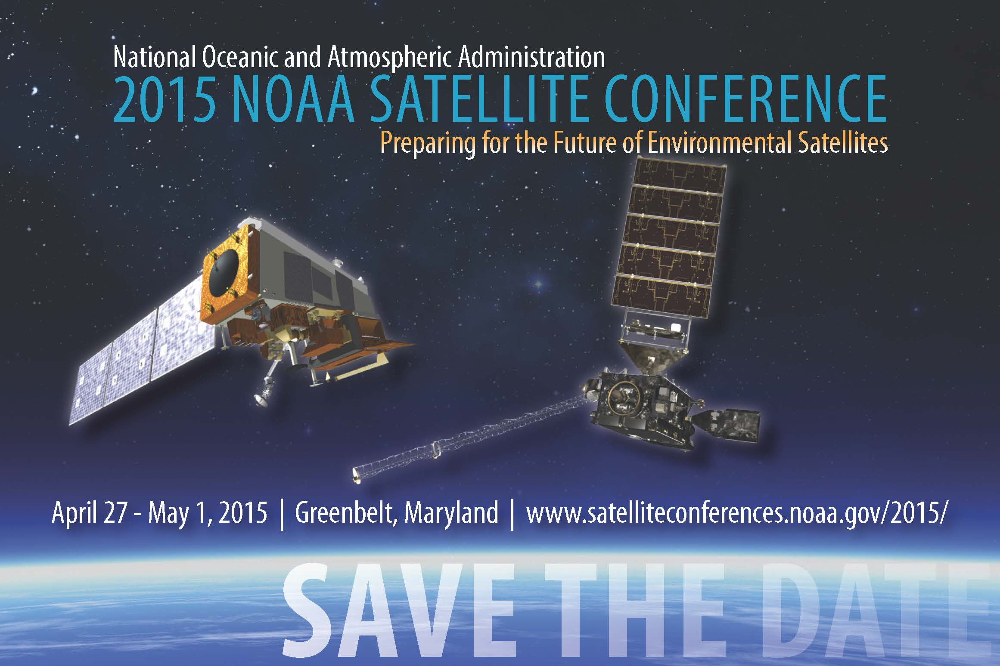 National Oceanic and Atmospheric Administration
2015 NOAA SATELLITE CONFERENCE
Preparing for the Future of Environmental Satellites
April 27 - May 1, 2015 | Greenbelt, Maryland | www.satelliteconferences.noaa.gov/2015/
SAVE THE DATE